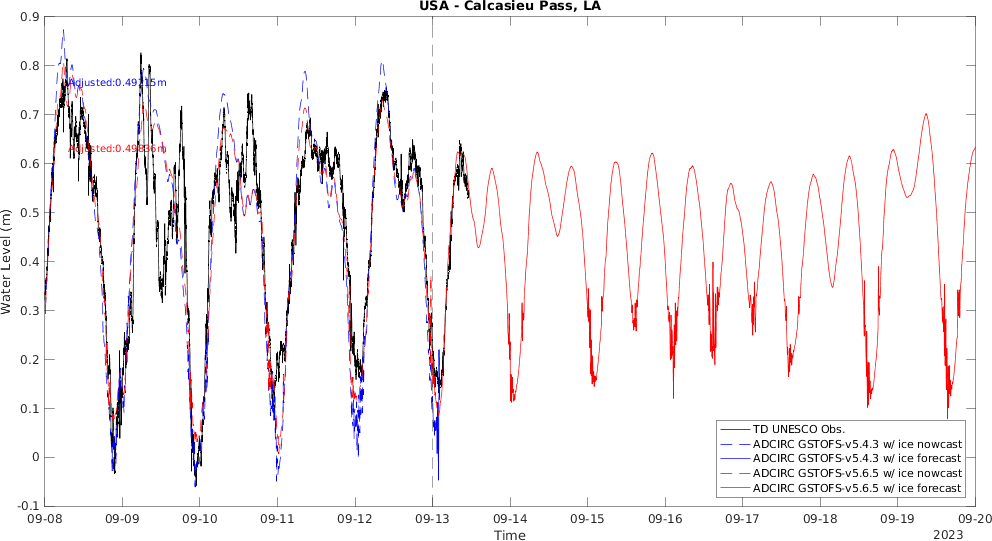 USA - Calcasieu Pass, LA
0.9
0.8
0.7
0.6
0.5
0.4
0.3
0.2
0.1
0
-0.1
Water Level (m)
Adjusted:0.49836m
TD UNESCO Obs.
ADCIRC GSTOFS-v5.4.3 w/ ice nowcast
ADCIRC GSTOFS-v5.4.3 w/ ice forecast
ADCIRC GSTOFS-v5.6.5 w/ ice nowcast
ADCIRC GSTOFS-v5.6.5 w/ ice forecast
09-08 09-09 09-10 09-11 09-12 09-13 09-14 09-15 09-16 09-17 09-18 09-19 09-20
Time
2023